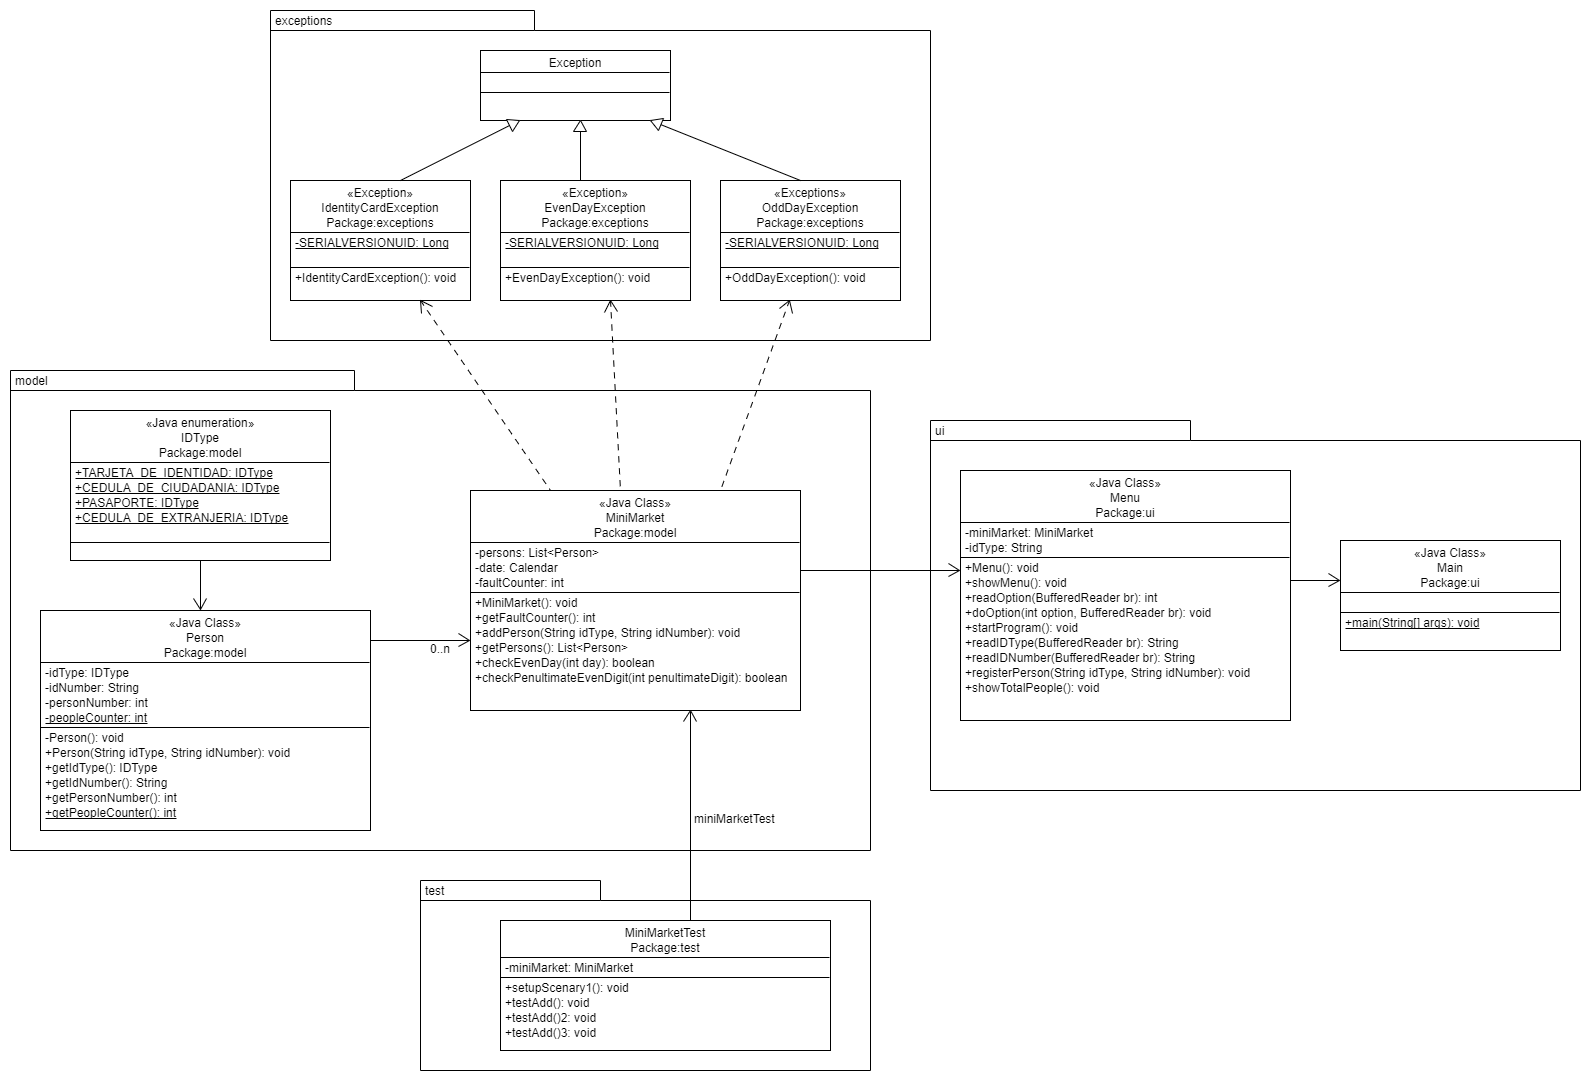 exceptions
Exception
«Exception»
IdentityCardException
Package:exceptions
-SERIALVERSIONUID: Long
+IdentityCardException(): void
«Exception»
EvenDayException
Package:exceptions
-SERIALVERSIONUID: Long
+EvenDayException(): void
«Exceptions»
OddDayException
Package:exceptions
-SERIALVERSIONUID: Long
+OddDayException(): void
model
«Java enumeration»
IDType
Package:model
+TARJETA_DE_IDENTIDAD: IDType
+CEDULA_DE_CIUDADANIA: IDType
+PASAPORTE: IDType
+CEDULA_DE_EXTRANJERIA: IDType
«Java Class»
Person
Package:model
-idType: IDType
-idNumber: String
-personNumber: int
-peopleCounter: int
-Person(): void
+Person(String idType, String idNumber): void
+getIdType(): IDType
+getIdNumber(): String
+getPersonNumber(): int
+getPeopleCounter(): int
0..n
«Java Class»
MiniMarket
Package:model
-persons: List<Person>
-date: Calendar
-faultCounter: int
+MiniMarket(): void
+getFaultCounter(): int
+addPerson(String idType, String idNumber): void
+getPersons(): List<Person>
+checkEvenDay(int day): boolean
+checkPenultimateEvenDigit(int penultimateDigit): boolean
ui
«Java Class»
Menu
Package:ui
-miniMarket: MiniMarket
-idType: String
+Menu(): void
+showMenu(): void
+readOption(BufferedReader br): int
+doOption(int option, BufferedReader br): void
+startProgram(): void
+readIDType(BufferedReader br): String
+readIDNumber(BufferedReader br): String
+registerPerson(String idType, String idNumber): void
+showTotalPeople(): void
«Java Class»
Main
Package:ui
+main(String[] args): void
miniMarketTest
test
MiniMarketTest
Package:test
-miniMarket: MiniMarket
+setupScenary1(): void
+testAdd(): void
+testAdd()2: void
+testAdd()3: void